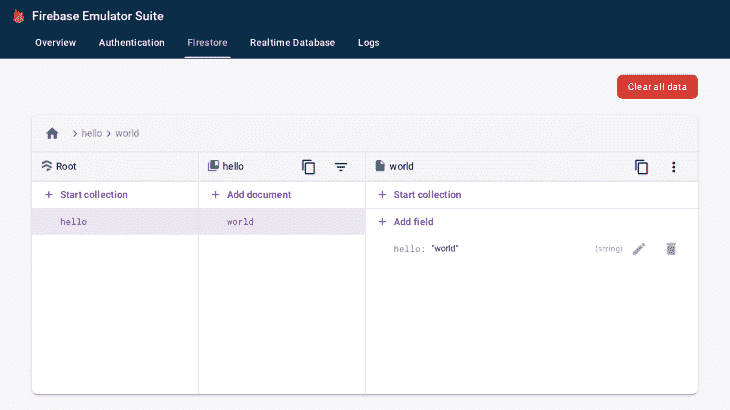 Firebase Emulator Suite
Overview Authentication Firestore Realtime Database Logs
Clear all data
hello world
Root hello world
+ Start collection + Add document + Start collection
hello world + Add field
hello: "world" (string)